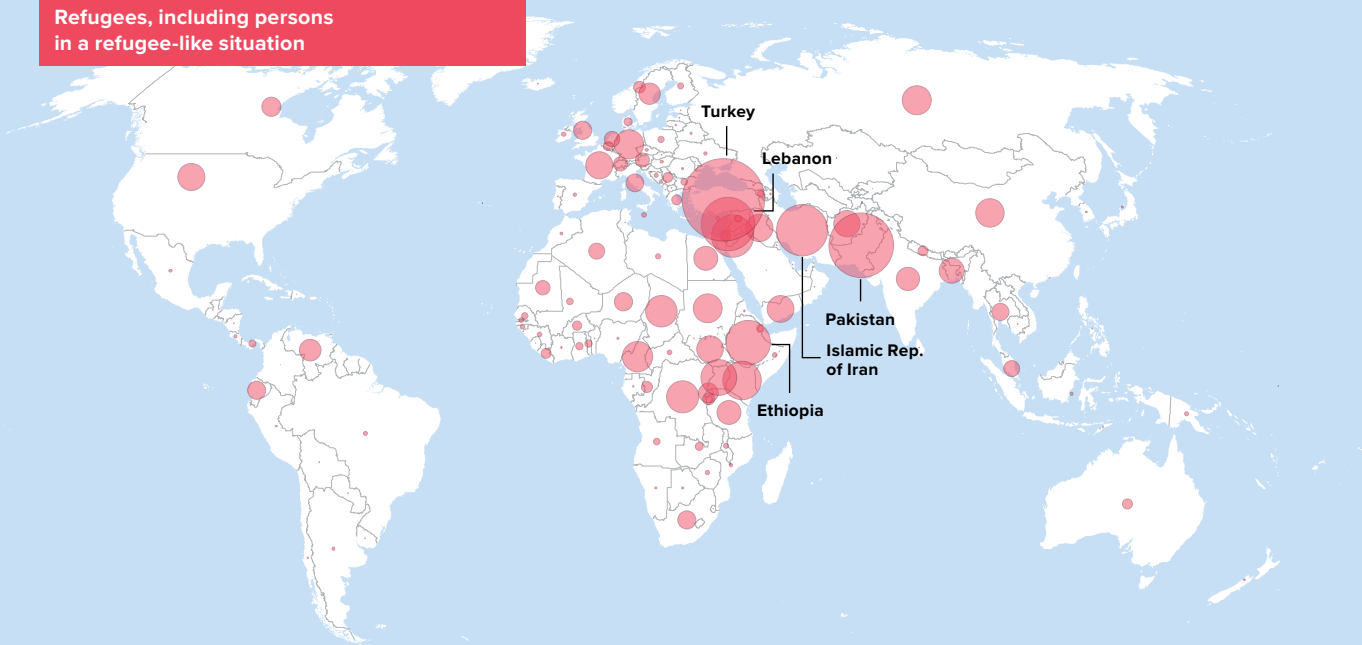 Refugees, including persons
in a refugee-like situation
Turkey
Lebanon
Pakistan
Islamic Rep.
of Iran
Ethiopia